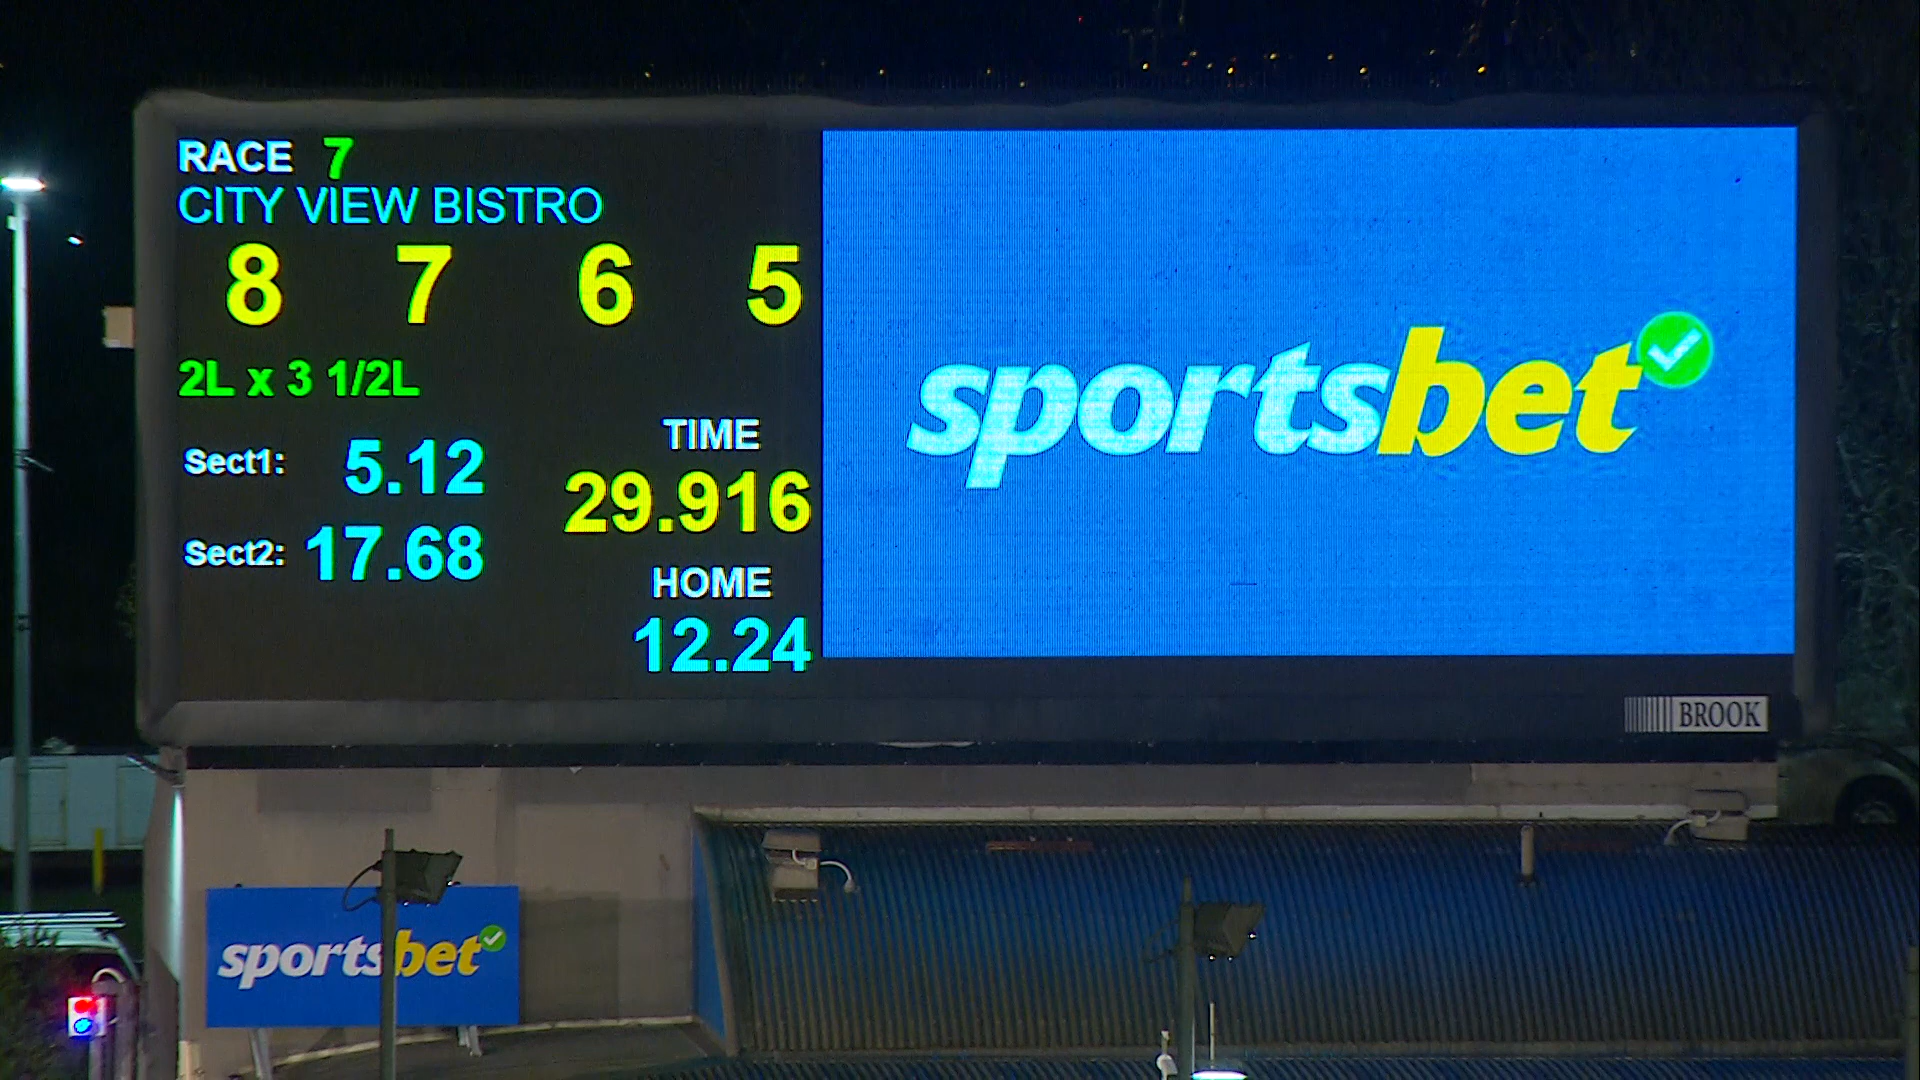 RACE 7
CITY VIEW BISTRO
8 7 6 5
2L x 3 1/2L
Sect1: 5.12
Sect2: 17.68
TIME
29.916
HOME
12.24
sportsbet
BROOK
sportsbet